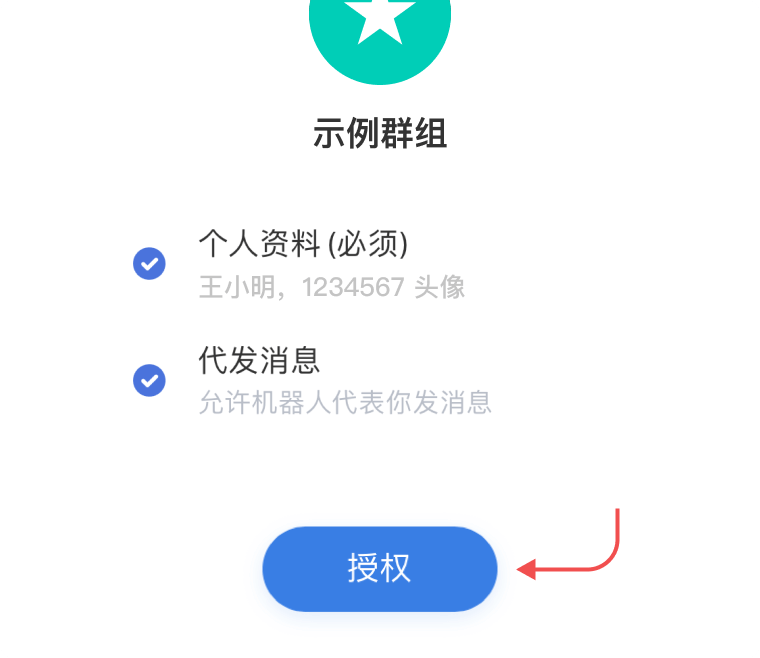 示例群组
个人资料 (必须)
王小明，1234567 头像
代发消息
允许机器人代表你发消息
授权